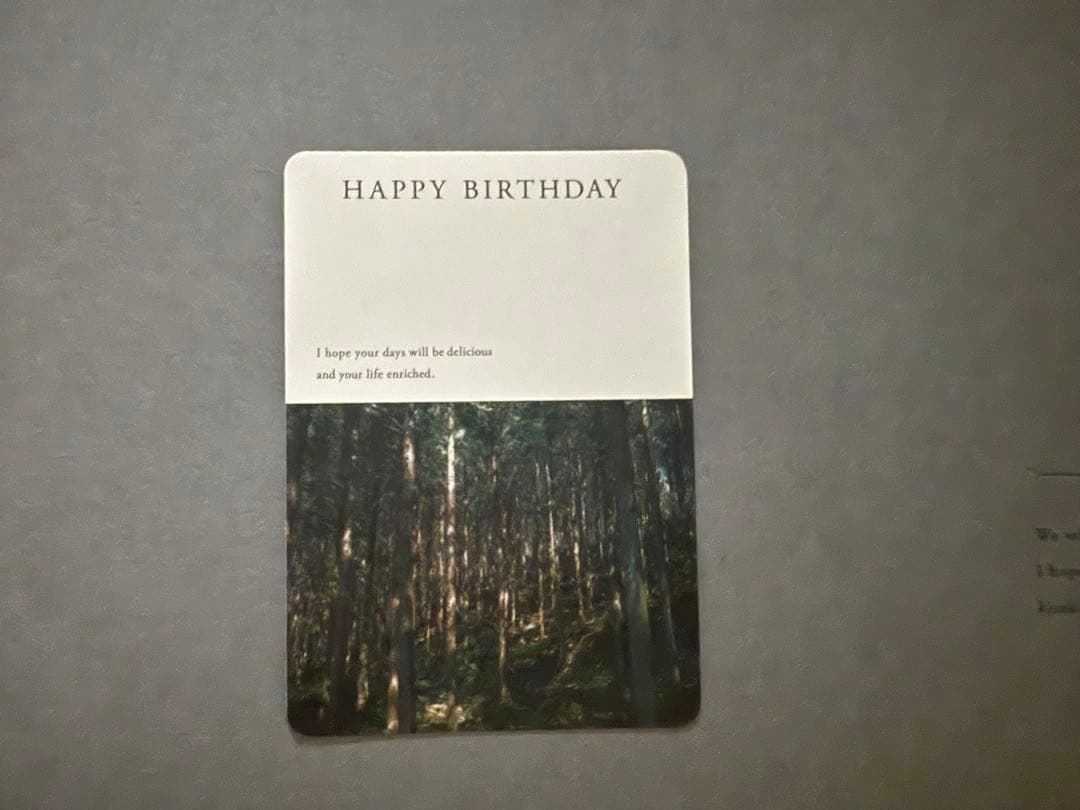 HAPPY BIRTHDAY
I hope your days will be delicious
and your life enriched.